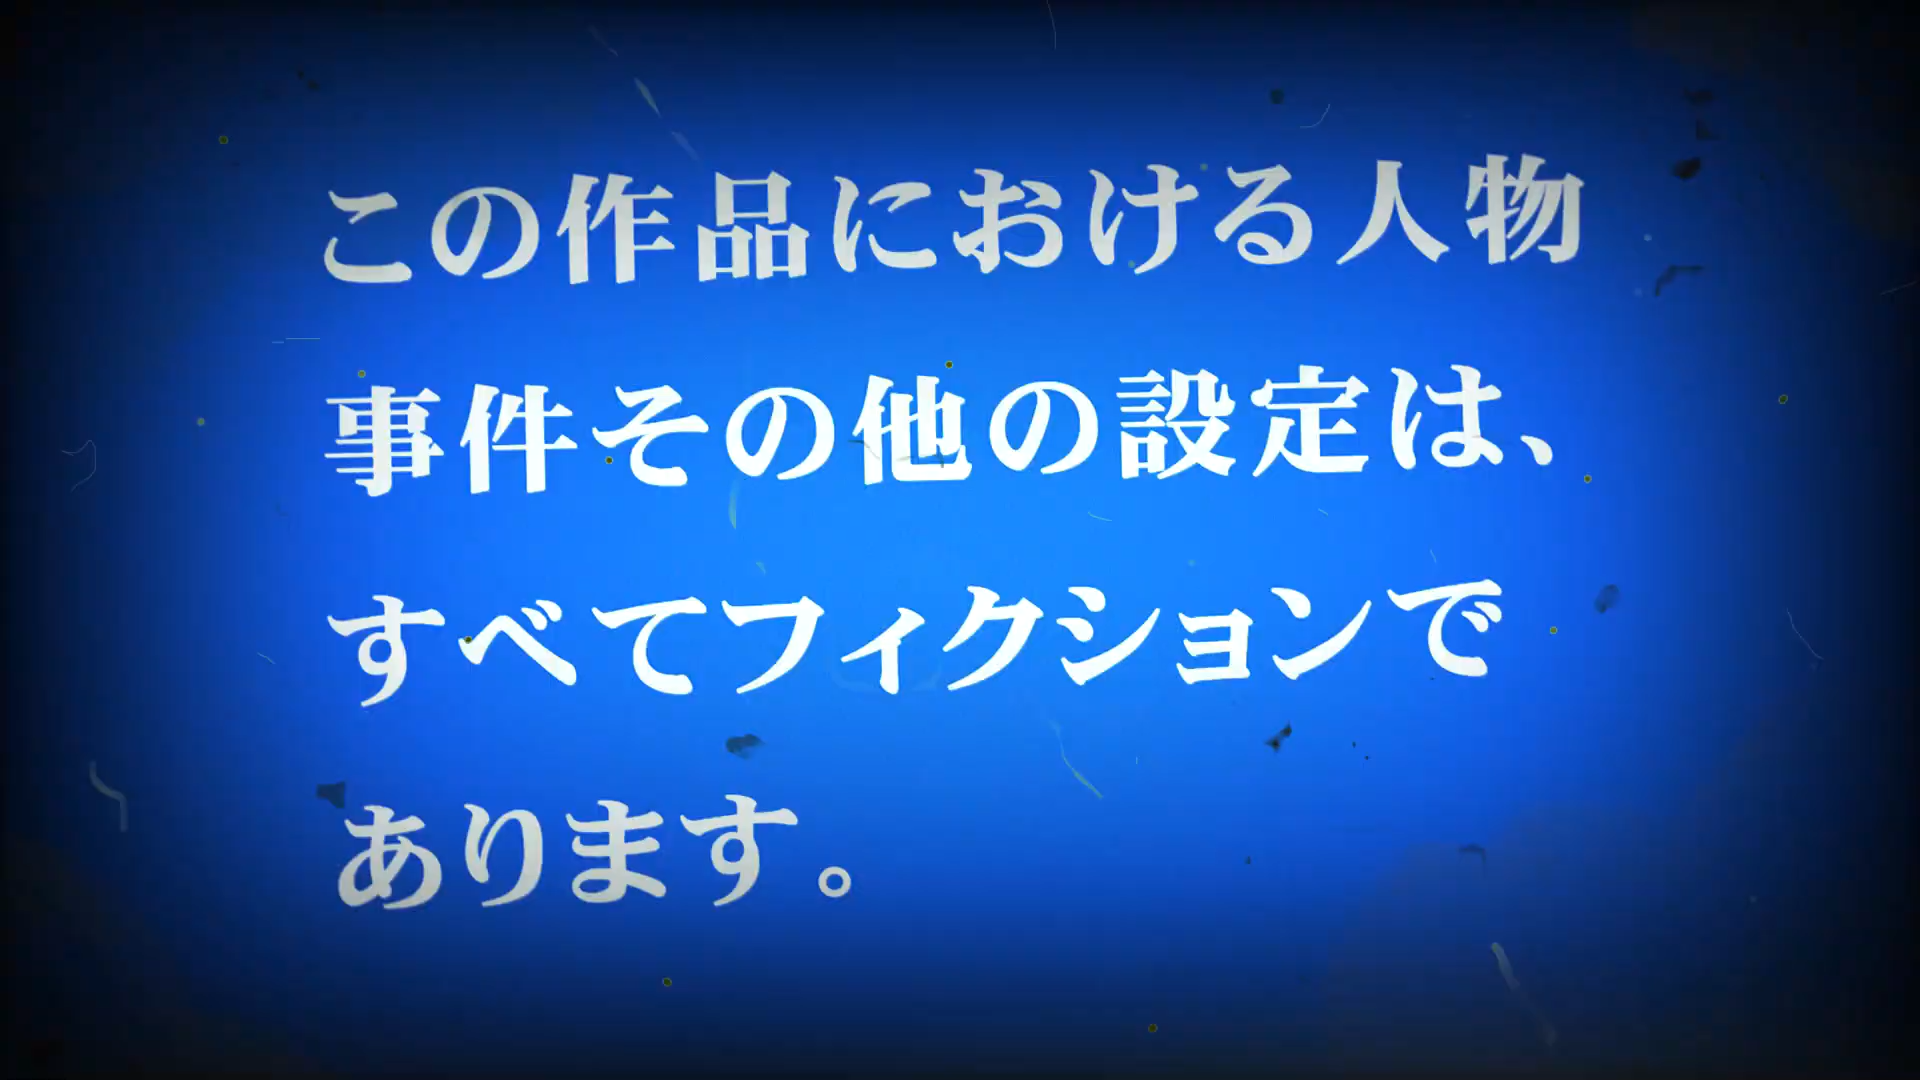 この作品における人物
事件その他の設定は、
すべてフィクションで
あります。